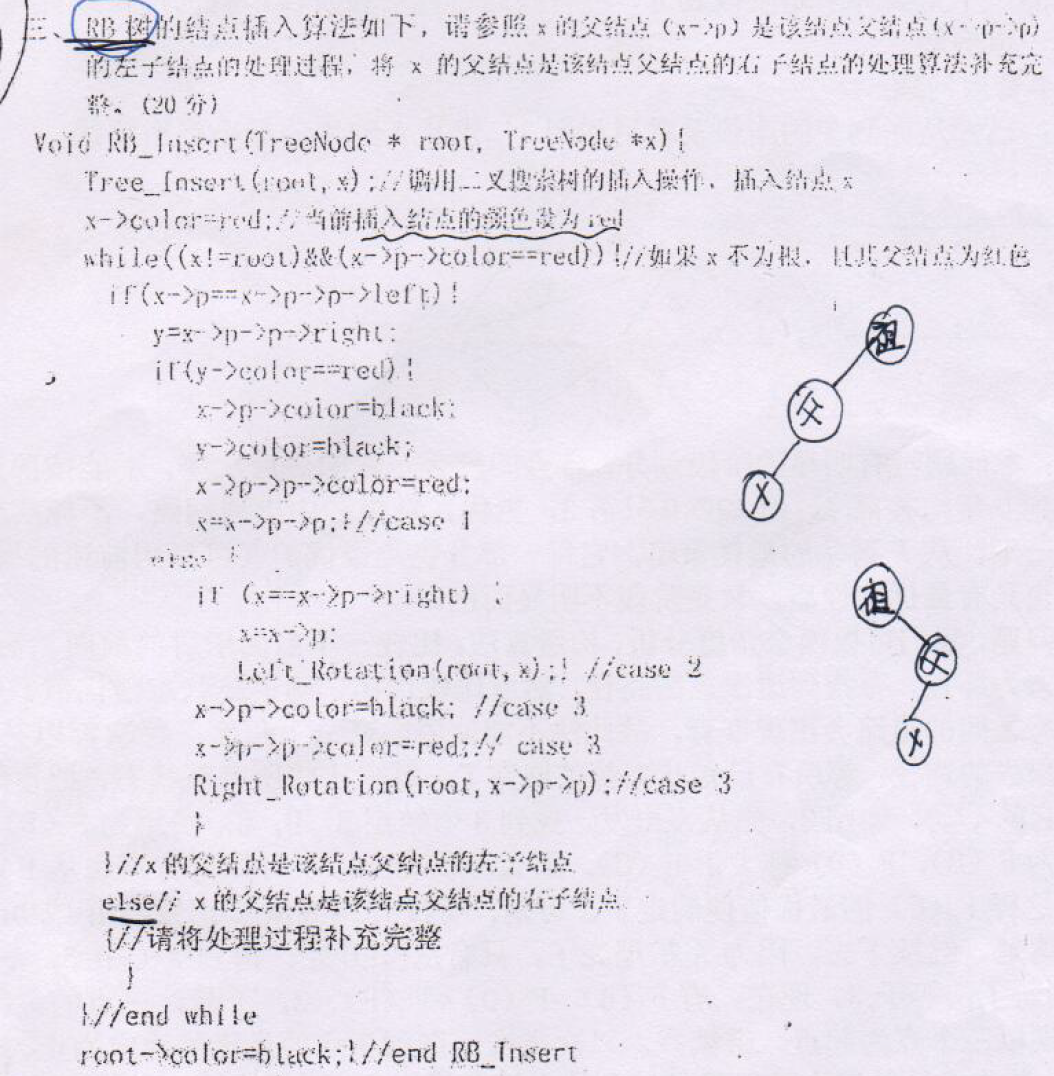 三、RB 树的结点插入算法如下，请参照 x 的父结点（x->p）是该结点父结点(x->p->p)
的左子结点的处理过程，将 x 的父结点是该结点父结点的右子结点的处理算法补充完
整。(20 分)
Void RB_Insert(TreeNode * root, TreeNode *x){
Tree_Insert(root,x);//调用二叉搜索树的插入操作，插入结点 x
x->color=red;//当前插入结点的颜色设为 red
while((x!=root)&&(x->p->color==red)){//如果 x 不为根，且其父结点为红色
if(x->p==x->p->p->left){
y=x->p->p->right;
if(y->color==red){
x->p->color=black;
y->color=black;
x->p->p->color=red;
x=x->p->p;}//case 1
else {
if (x==x->p->right) {
x=x->p;
Left_Rotation(root,x);} //case 2
x->p->color=black; //case 3
x->p->p->color=red;// case 3
Right_Rotation(root,x->p->p);//case 3
}
}//x 的父结点是该结点父结点的左子结点
else// x 的父结点是该结点父结点的右子结点
{//请将处理过程补充完整
}
}//end while
root->color=black;}//end RB_Insert
祖
父
X
祖
父
X